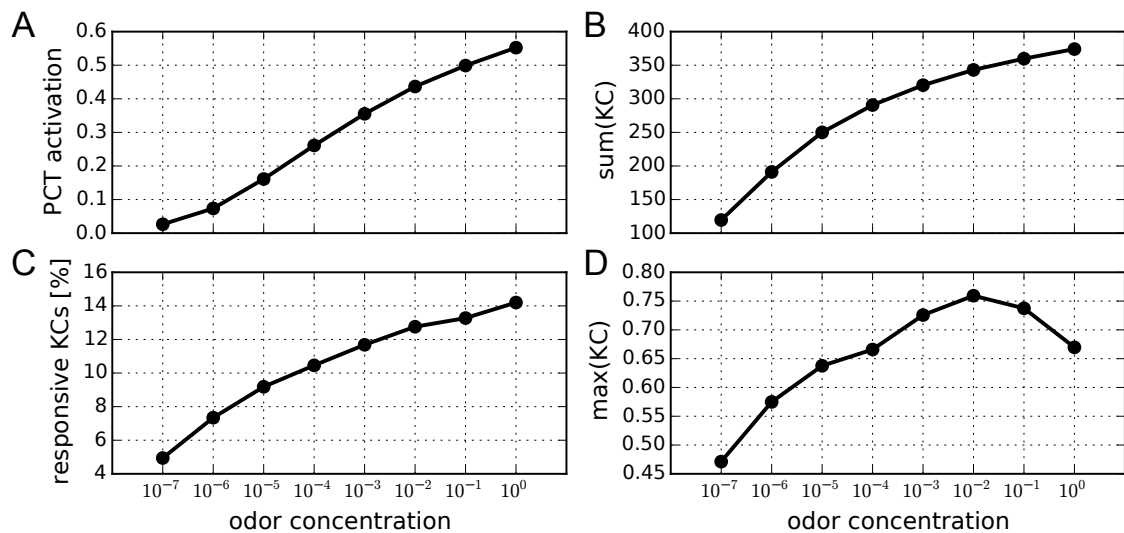 A
PCT activation
0.6
0.5
0.4
0.3
0.2
0.1
0.0
B
sum(KC)
400
350
300
250
200
150
100
C
responsive KCs [%]
16
14
12
10
8
6
4
10⁻⁷ 10⁻⁶ 10⁻⁵ 10⁻⁴ 10⁻³ 10⁻² 10⁻¹ 10⁰
odor concentration
D
max(KC)
0.80
0.75
0.70
0.65
0.60
0.55
0.50
0.45
10⁻⁷ 10⁻⁶ 10⁻⁵ 10⁻⁴ 10⁻³ 10⁻² 10⁻¹ 10⁰
odor concentration